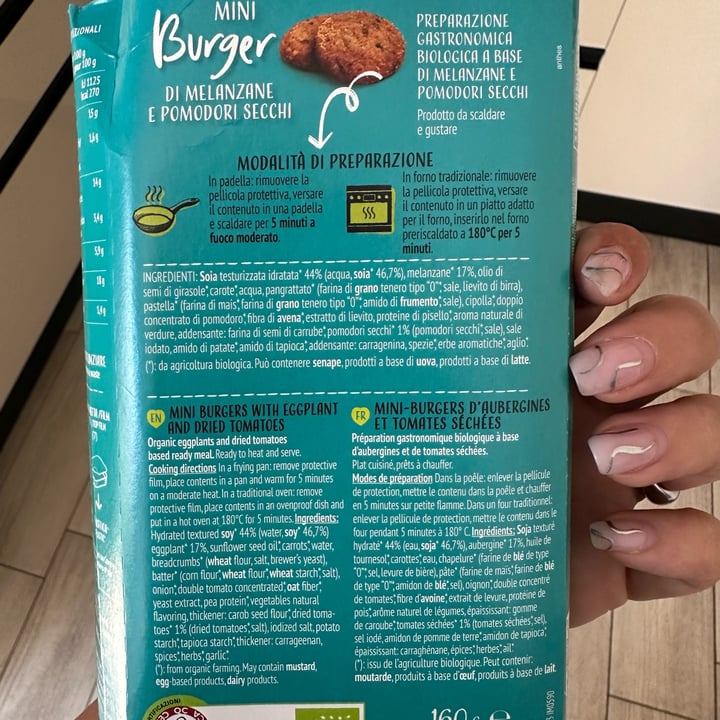 MINI
Burger
DI MELANZANE
E POMODORI SECCHI
PREPARAZIONE
GASTRONOMICA
BIOLOGICA A BASE
DI MELANZANE E
POMODORI SECCHI
Prodotto da scaldare
e gustare
anthea
MODALITÀ DI PREPARAZIONE
In padella: rimuovere la
pellicola protettiva, versare
il contenuto in una padella
e scaldare per 5 minuti a
fuoco moderato.
In forno tradizionale: rimuovere
la pellicola protettiva, versare
il contenuto in un piatto adatto
per il forno, inserirlo nel forno
preriscaldato a 180°C per 5
minuti.
INGREDIENTI: Soia testurizzata idratata* 44% (acqua, soia* 46,7%), melanzane* 17%, olio di
semi di girasole*, carote*, acqua, pangrattato* (farina di grano tenero tipo "0"*, sale, lievito di birra),
pastella* (farina di mais*, farina di grano tenero tipo "0"*, amido di frumento*, sale), cipolla*, doppio
concentrato di pomodoro*, fibra di avena*, estratto di lievito, proteine di pisello*, aroma naturale di
verdure, addensante: farina di semi di carrube*, pomodori secchi* 1% (pomodori secchi*, sale), sale
iodato, amido di patate*, amido di tapioca*, addensante: carragenina, spezie*, erbe aromatiche*, aglio*.
(*): da agricoltura biologica. Può contenere senape, prodotti a base di uova, prodotti a base di latte.
EN MINI BURGERS WITH EGGPLANT
AND DRIED TOMATOES
Organic eggplants and dried tomatoes
based ready meal. Ready to heat and serve.
Cooking directions In a frying pan: remove protective
film, place contents in a pan and warm for 5 minutes
on a moderate heat. In a traditional oven: remove
protective film, place contents in an ovenproof dish and
put in a hot oven at 180°C for 5 minutes. Ingredients:
Hydrated textured soy* 44% (water, soy* 46,7%)
eggplant* 17%, sunflower seed oil*, carrots*, water,
breadcrumbs* (wheat flour, salt, brewer's yeast),
batter* (corn flour*, wheat flour*, wheat starch*, salt),
onion*, double tomato concentrated*, oat fiber*,
yeast extract, pea protein*, vegetables natural
flavoring, thickener: carob seed flour*, dried toma-
toes* 1% (dried tomatoes*, salt), iodized salt, potato
starch*, tapioca starch*, thickener: carrageenan,
spices*, herbs*, garlic*.
(*): from organic farming. May contain mustard,
egg-based products, dairy products.
FR MINI-BURGERS D'AUBERGINES
ET TOMATES SÉCHÉES
Préparation gastronomique biologique à base
d'aubergines et de tomates séchées.
Plat cuisiné, prêts à chauffer.
Modes de préparation Dans la poêle: enlever la pellicule
de protection, mettre le contenu dans la poêle et chauffer
en 5 minutes sur petite flamme. Dans un four traditionnel:
enlever la pellicule de protection, mettre le contenu dans le
four pendant 5 minutes à 180° C. Ingrédients: Soja texturé
hydraté* 44% (eau, soja* 46,7%), aubergine* 17%, huile de
tournesol*, carottes*, eau, chapelure* (farine de blé de type
"0"*, sel, levure de bière), pâte* (farine de maïs*, farine de blé
de type "0"*, amidon de blé*, sel), oignon*, double concentré
de tomates*, fibre d'avoine*, extrait de levure, protéine de
pois*, arôme naturel de légumes, épaississant: gomme
de caroube*, tomates séchées* 1% (tomates séchées*, sel),
sel iodé, amidon de pomme de terre*, amidon de tapioca*,
épaississant: carraghénane, épices*, herbes*, ail*.
(*): issu de l'agriculture biologique. Peut contenir:
moutarde, produits à base d'œuf, produits à base de lait.
160 g e